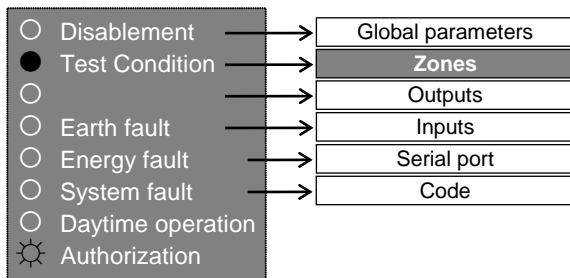 Disablement Global parameters
Test Condition Zones
Outputs
Earth fault Inputs
Energy fault Serial port
System fault Code
Daytime operation
Authorization